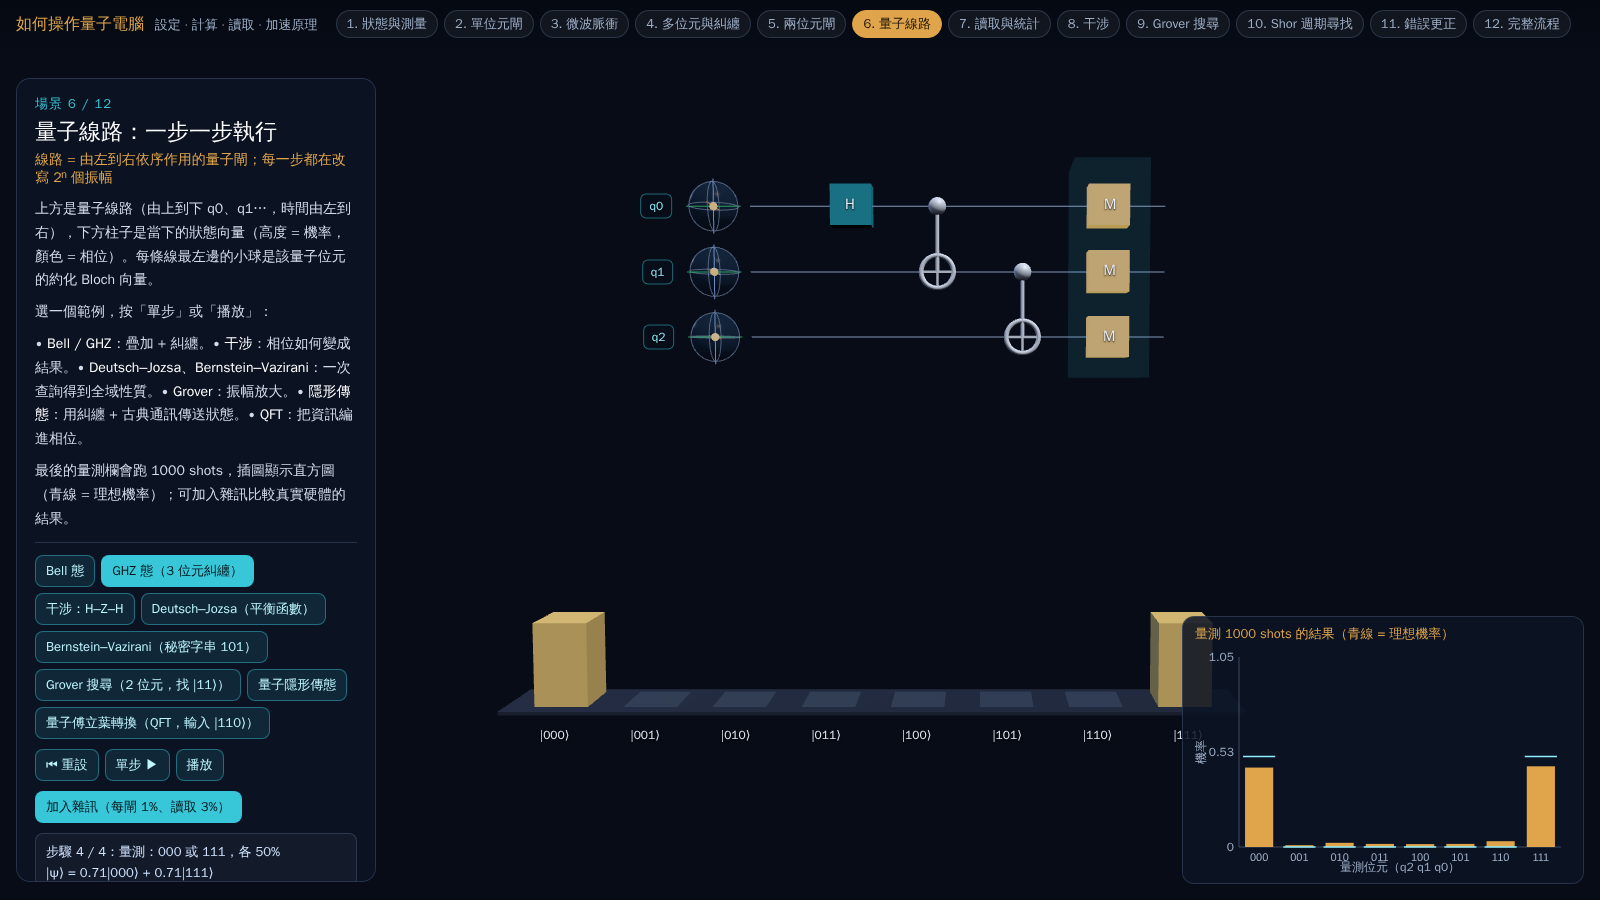 如何操作量子電腦 設定 · 計算 · 讀取 · 加速原理 1. 狀態與測量 2. 單位元閘 3. 微波脈衝 4. 多位元與糾纏 5. 兩位元閘 6. 量子線路 7. 讀取與統計 8. 干涉 9. Grover 搜尋 10. Shor 週期尋找 11. 錯誤更正 12. 完整流程
場景 6 / 12
量子線路：一步一步執行
線路 = 由左到右依序作用的量子閘；每一步都在改
寫 2ⁿ 個振幅
上方是量子線路（由上到下 q0、q1⋯，時間由左到
右），下方柱子是當下的狀態向量（高度 = 機率，
顏色 = 相位）。每條線最左邊的小球是該量子位元
的約化 Bloch 向量。
選一個範例，按「單步」或「播放」：
• Bell / GHZ：疊加 + 糾纏。• 干涉：相位如何變成
結果。• Deutsch–Jozsa、Bernstein–Vazirani：一次
查詢得到全域性質。• Grover：振幅放大。• 隱形傳
態：用糾纏 + 古典通訊傳送狀態。• QFT：把資訊編
進相位。
最後的量測欄會跑 1000 shots，插圖顯示直方圖
（青線 = 理想機率）；可加入雜訊比較真實硬體的
結果。
Bell 態 GHZ 態（3 位元糾纏）
干涉：H–Z–H Deutsch–Jozsa（平衡函數）
Bernstein–Vazirani（秘密字串 101）
Grover 搜尋（2 位元，找 |11⟩） 量子隱形傳態
量子傅立葉轉換（QFT，輸入 |110⟩）
⏮ 重設 單步 ▶ 播放
加入雜訊（每閘 1%、讀取 3%）
步驟 4 / 4：量測：000 或 111，各 50%
|ψ⟩ = 0.71|000⟩ + 0.71|111⟩
q0 H M
q1 M
q2 M
|000⟩ |001⟩ |010⟩ |011⟩ |100⟩ |101⟩ |110⟩ |111⟩
量測 1000 shots 的結果（青線 = 理想機率）
1.05
0.53
0
機率
000 001 010 011 100 101 110 111
量測位元（q2 q1 q0）